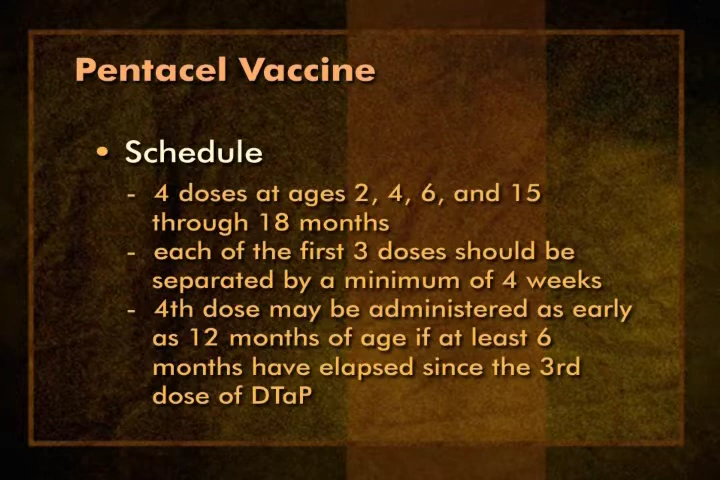 Pentacel Vaccine
• Schedule
- 4 doses at ages 2, 4, 6, and 15
through 18 months
- each of the first 3 doses should be
separated by a minimum of 4 weeks
- 4th dose may be administered as early
as 12 months of age if at least 6
months have elapsed since the 3rd
dose of DTaP